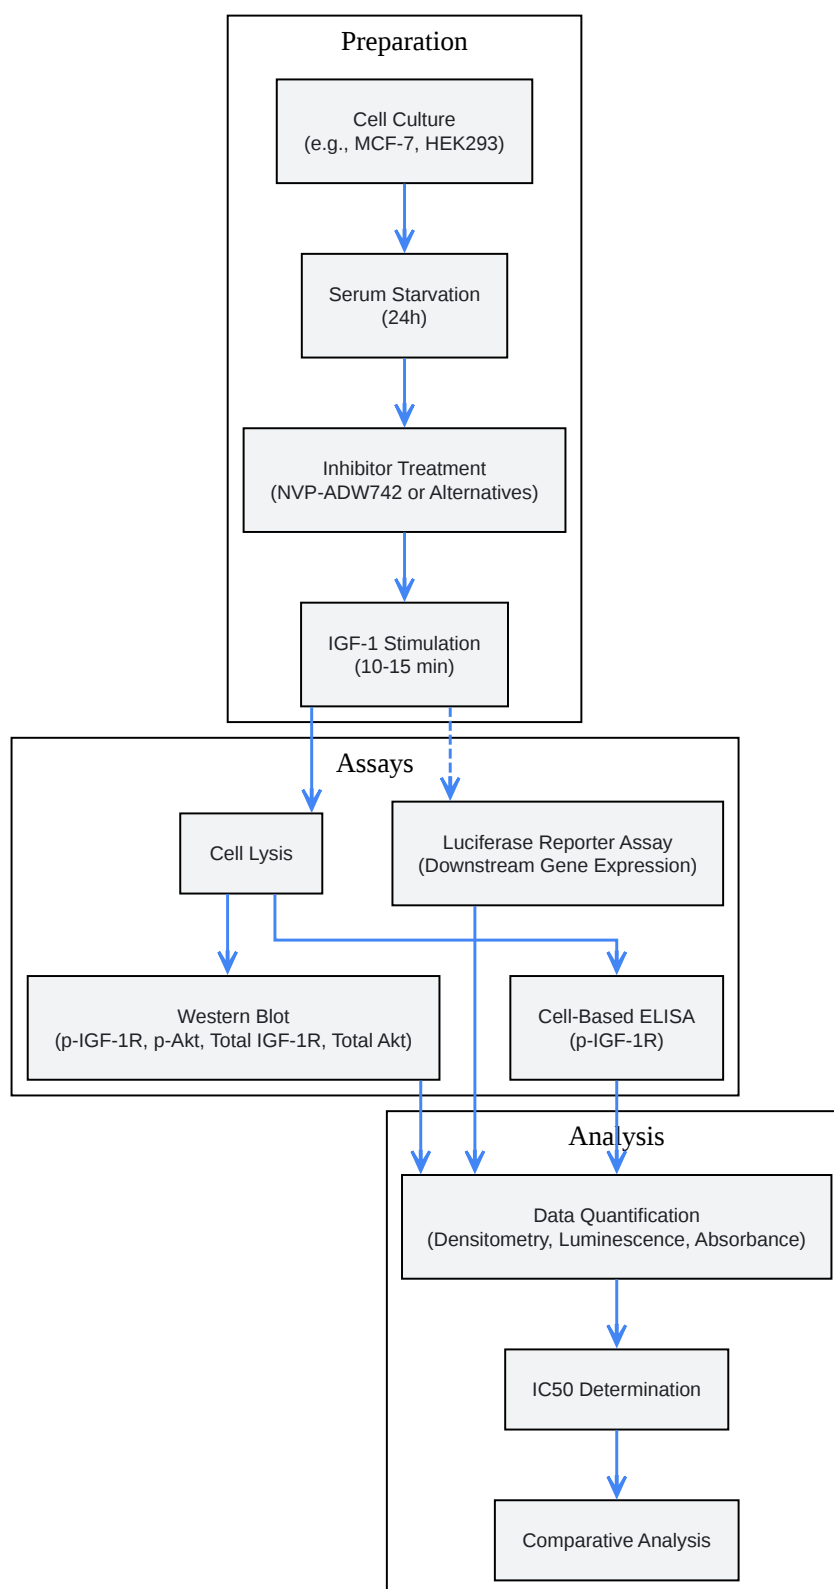 Preparation
Cell Culture
(e.g., MCF-7, HEK293)
Serum Starvation
(24h)
Inhibitor Treatment
(NVP-ADW742 or Alternatives)
IGF-1 Stimulation
(10-15 min)
Assays
Cell Lysis
Luciferase Reporter Assay
(Downstream Gene Expression)
Western Blot
(p-IGF-1R, p-Akt, Total IGF-1R, Total Akt)
Cell-Based ELISA
(p-IGF-1R)
Analysis
Data Quantification
(Densitometry, Luminescence, Absorbance)
IC50 Determination
Comparative Analysis